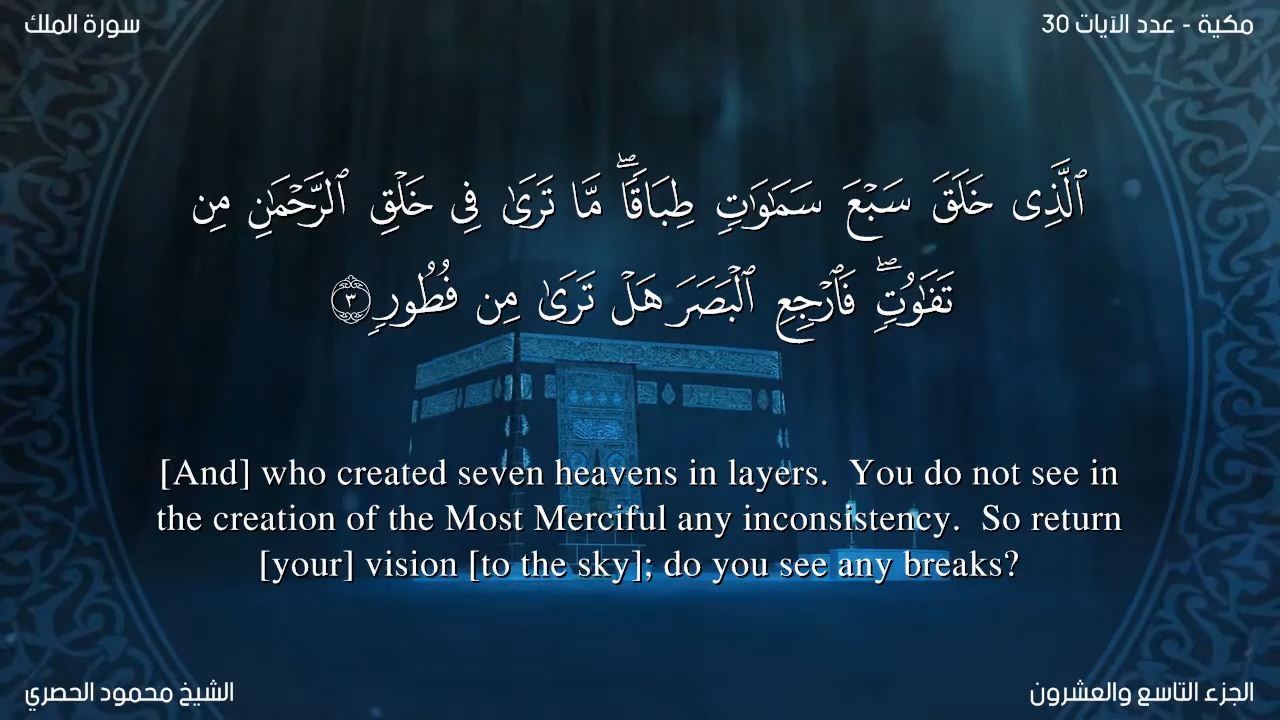 مكية - عدد الآيات 30
سورة الملك
ٱلَّذِى خَلَقَ سَبْعَ سَمَٰوَٰتٍ طِبَاقًا ۖ مَّا تَرَىٰ فِى خَلْقِ ٱلرَّحْمَٰنِ مِن
تَفَٰوُتٍ ۖ فَٱرْجِعِ ٱلْبَصَرَ هَلْ تَرَىٰ مِن فُطُورٍ ٣
[And] who created seven heavens in layers.  You do not see in
the creation of the Most Merciful any inconsistency.  So return
[your] vision [to the sky]; do you see any breaks?
الجزء التاسع والعشرون
الشيخ محمود الحصري